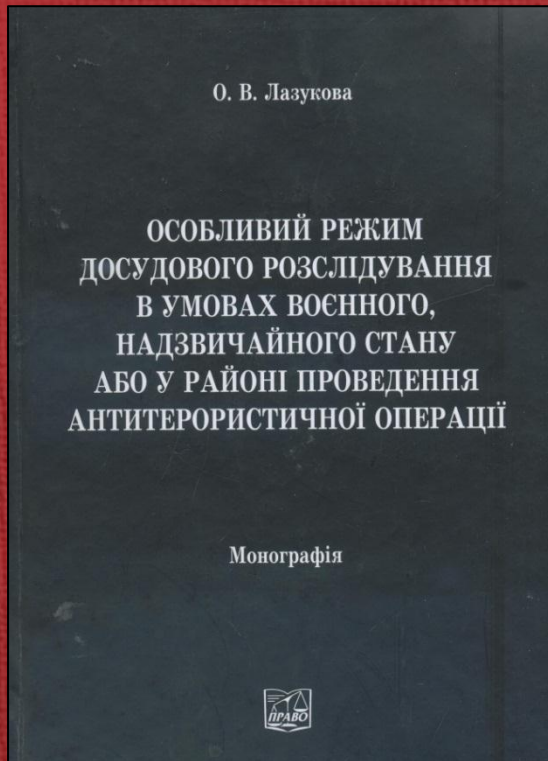 О. В. Лазукова
ОСОБЛИВИЙ РЕЖИМ
ДОСУДОВОГО РОЗСЛІДУВАННЯ
В УМОВАХ ВОЄННОГО,
НАДЗВИЧАЙНОГО СТАНУ
АБО У РАЙОНІ ПРОВЕДЕННЯ
АНТИТЕРОРИСТИЧНОЇ ОПЕРАЦІЇ
Монографія
ПРАВО